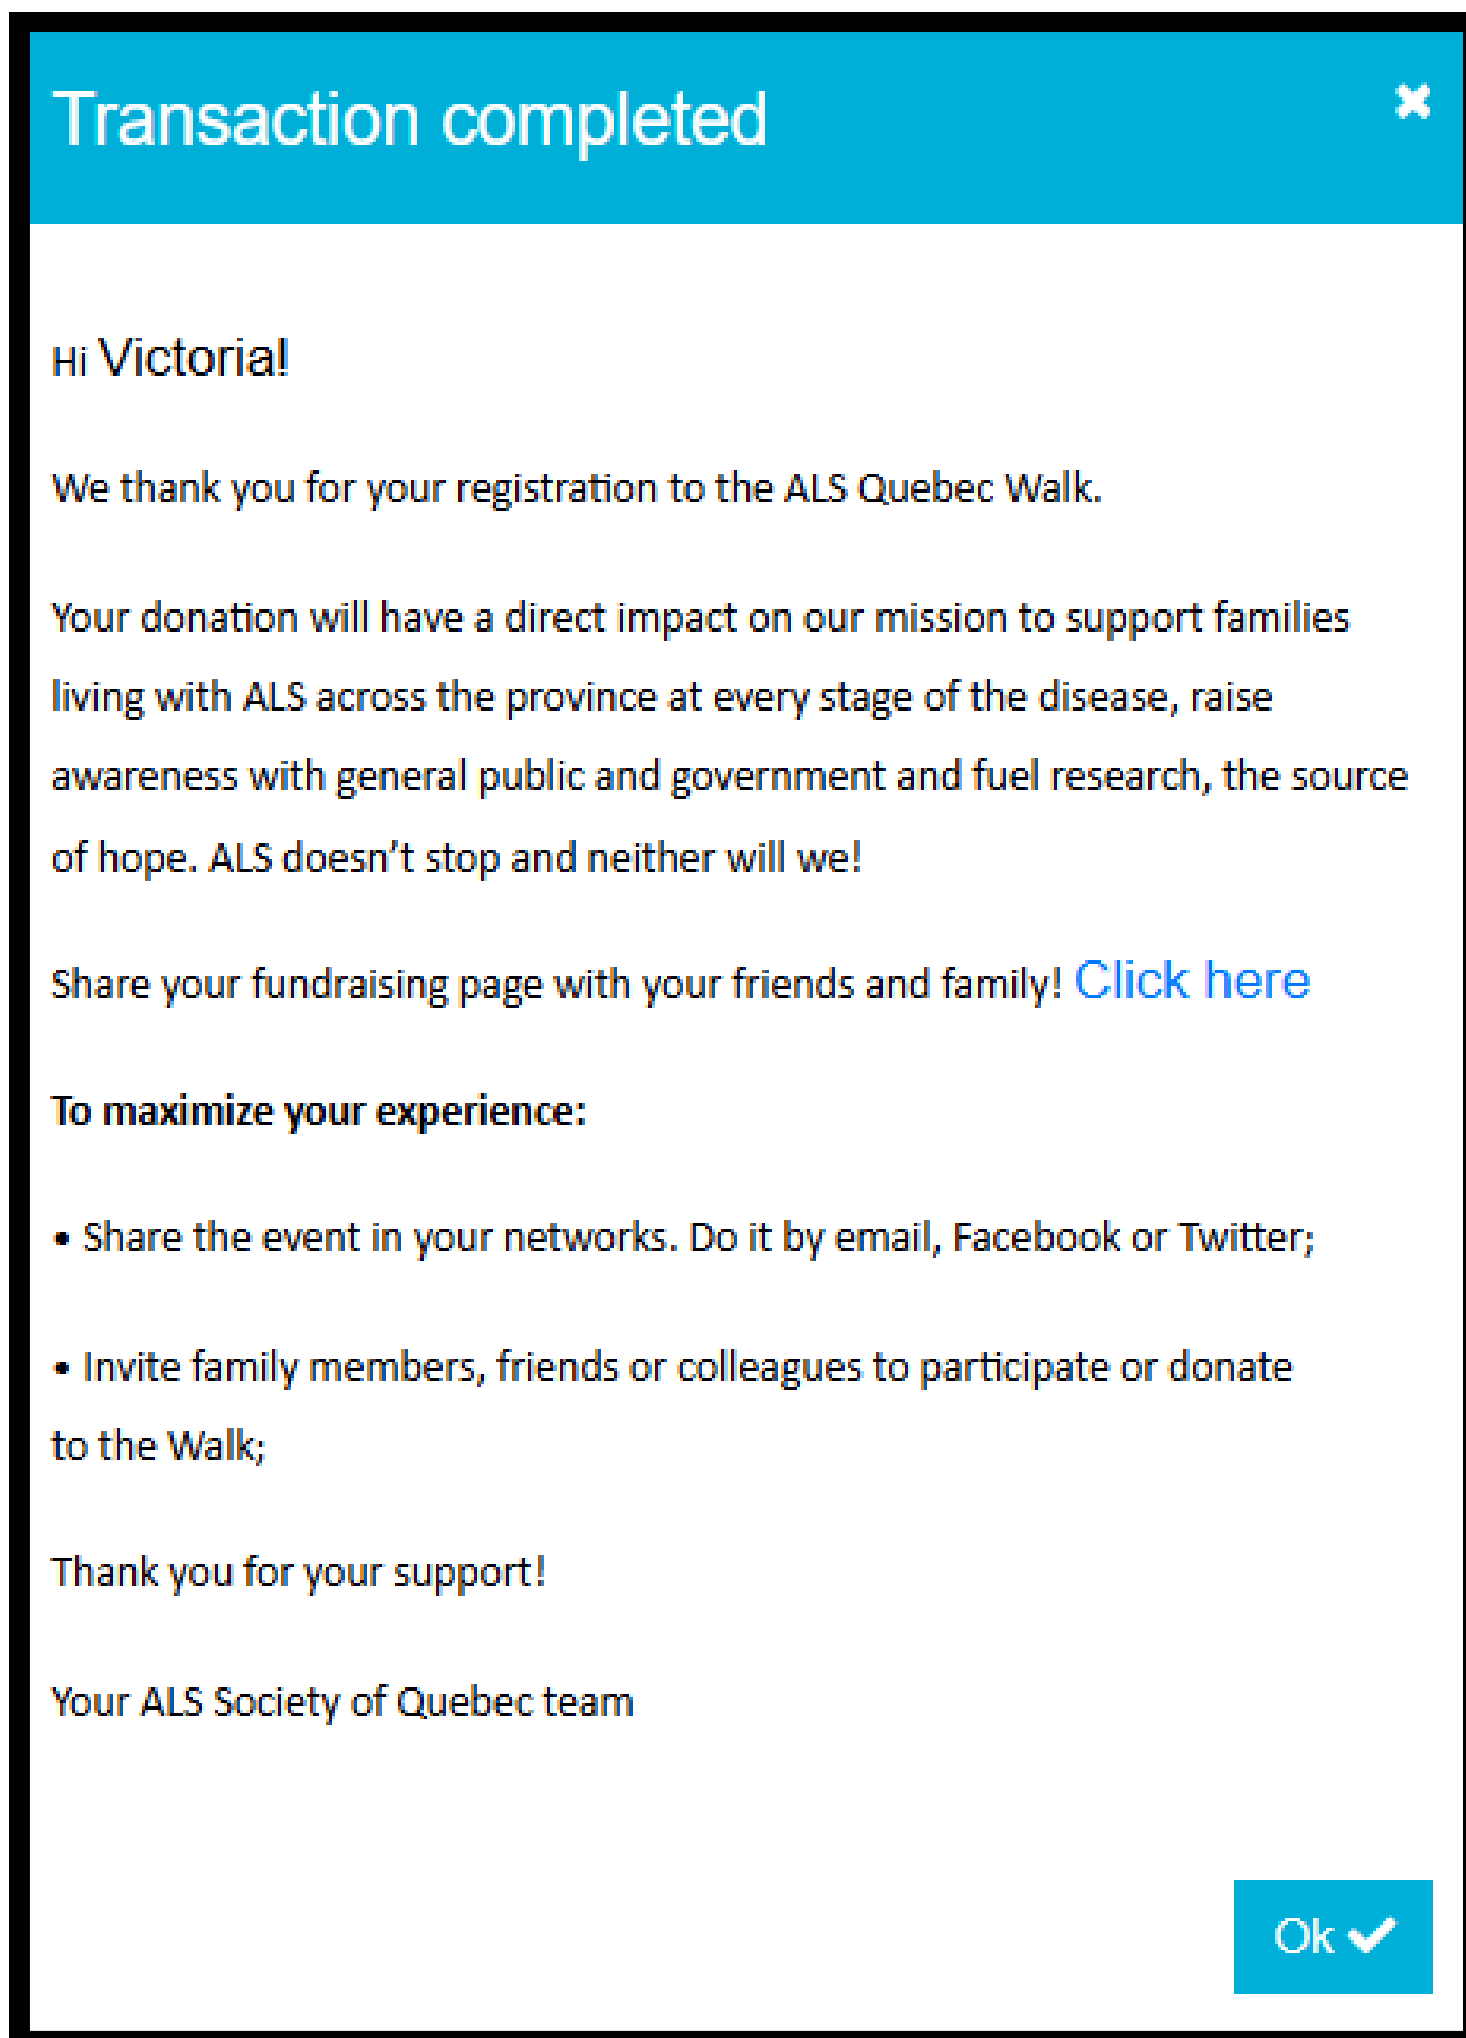 Transaction completed
Hi Victoria!
We thank you for your registration to the ALS Quebec Walk.
Your donation will have a direct impact on our mission to support families
living with ALS across the province at every stage of the disease, raise
awareness with general public and government and fuel research, the source
of hope. ALS doesn’t stop and neither will we!
Share your fundraising page with your friends and family! Click here
To maximize your experience:
• Share the event in your networks. Do it by email, Facebook or Twitter;
• Invite family members, friends or colleagues to participate or donate
to the Walk;
Thank you for your support!
Your ALS Society of Quebec team
Ok